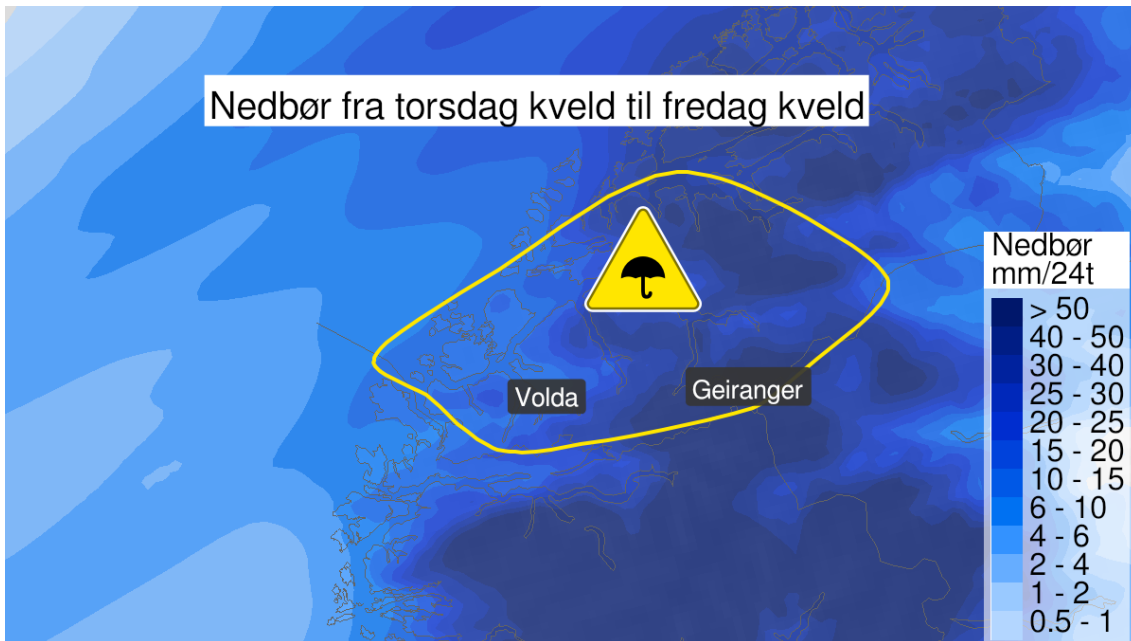 Nedbør fra torsdag kveld til fredag kveld
Volda
Geiranger
Nedbør
mm/24t
> 50
40 - 50
30 - 40
25 - 30
20 - 25
15 - 20
10 - 15
6 - 10
4 - 6
2 - 4
1 - 2
0.5 - 1